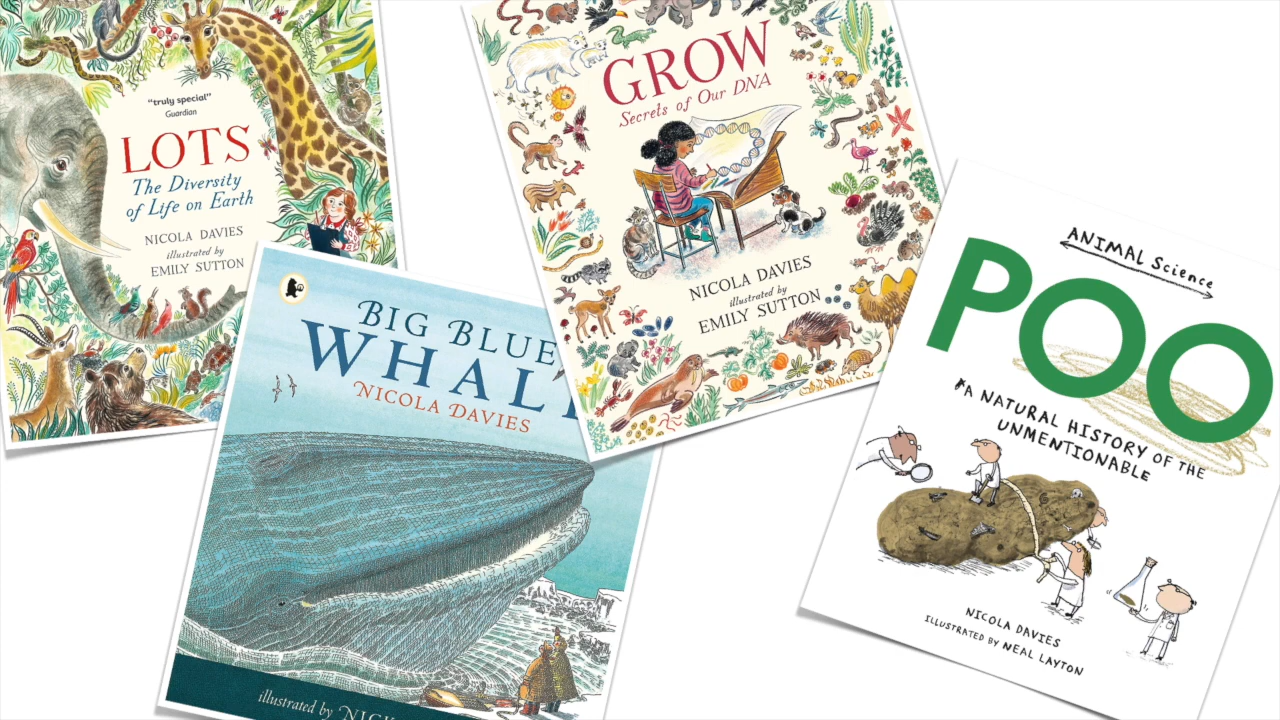 “truly special!”
Guardian
LOTS
The Diversity
of Life on Earth
NICOLA DAVIES
illustrated by
EMILY SUTTON
BIG BLUE
WHAL
NICOLA DAVIES
illustrated by NICK
GROW
Secrets of Our DNA
NICOLA DAVIES
illustrated by
EMILY SUTTON
ANIMAL Science
POO
A NATURAL HISTORY OF THE
UNMENTIONABLE
NICOLA DAVIES
ILLUSTRATED BY NEAL LAYTON